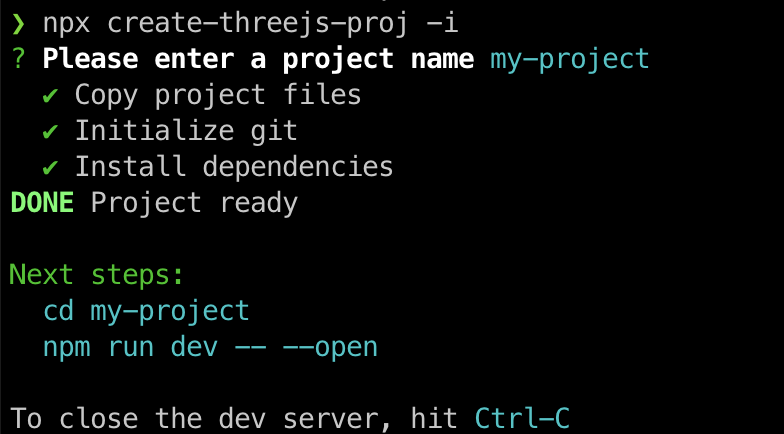 ❯ npx create-threejs-proj -i
? Please enter a project name my-project
✔ Copy project files
✔ Initialize git
✔ Install dependencies
DONE Project ready
Next steps:
cd my-project
npm run dev -- --open
To close the dev server, hit Ctrl-C